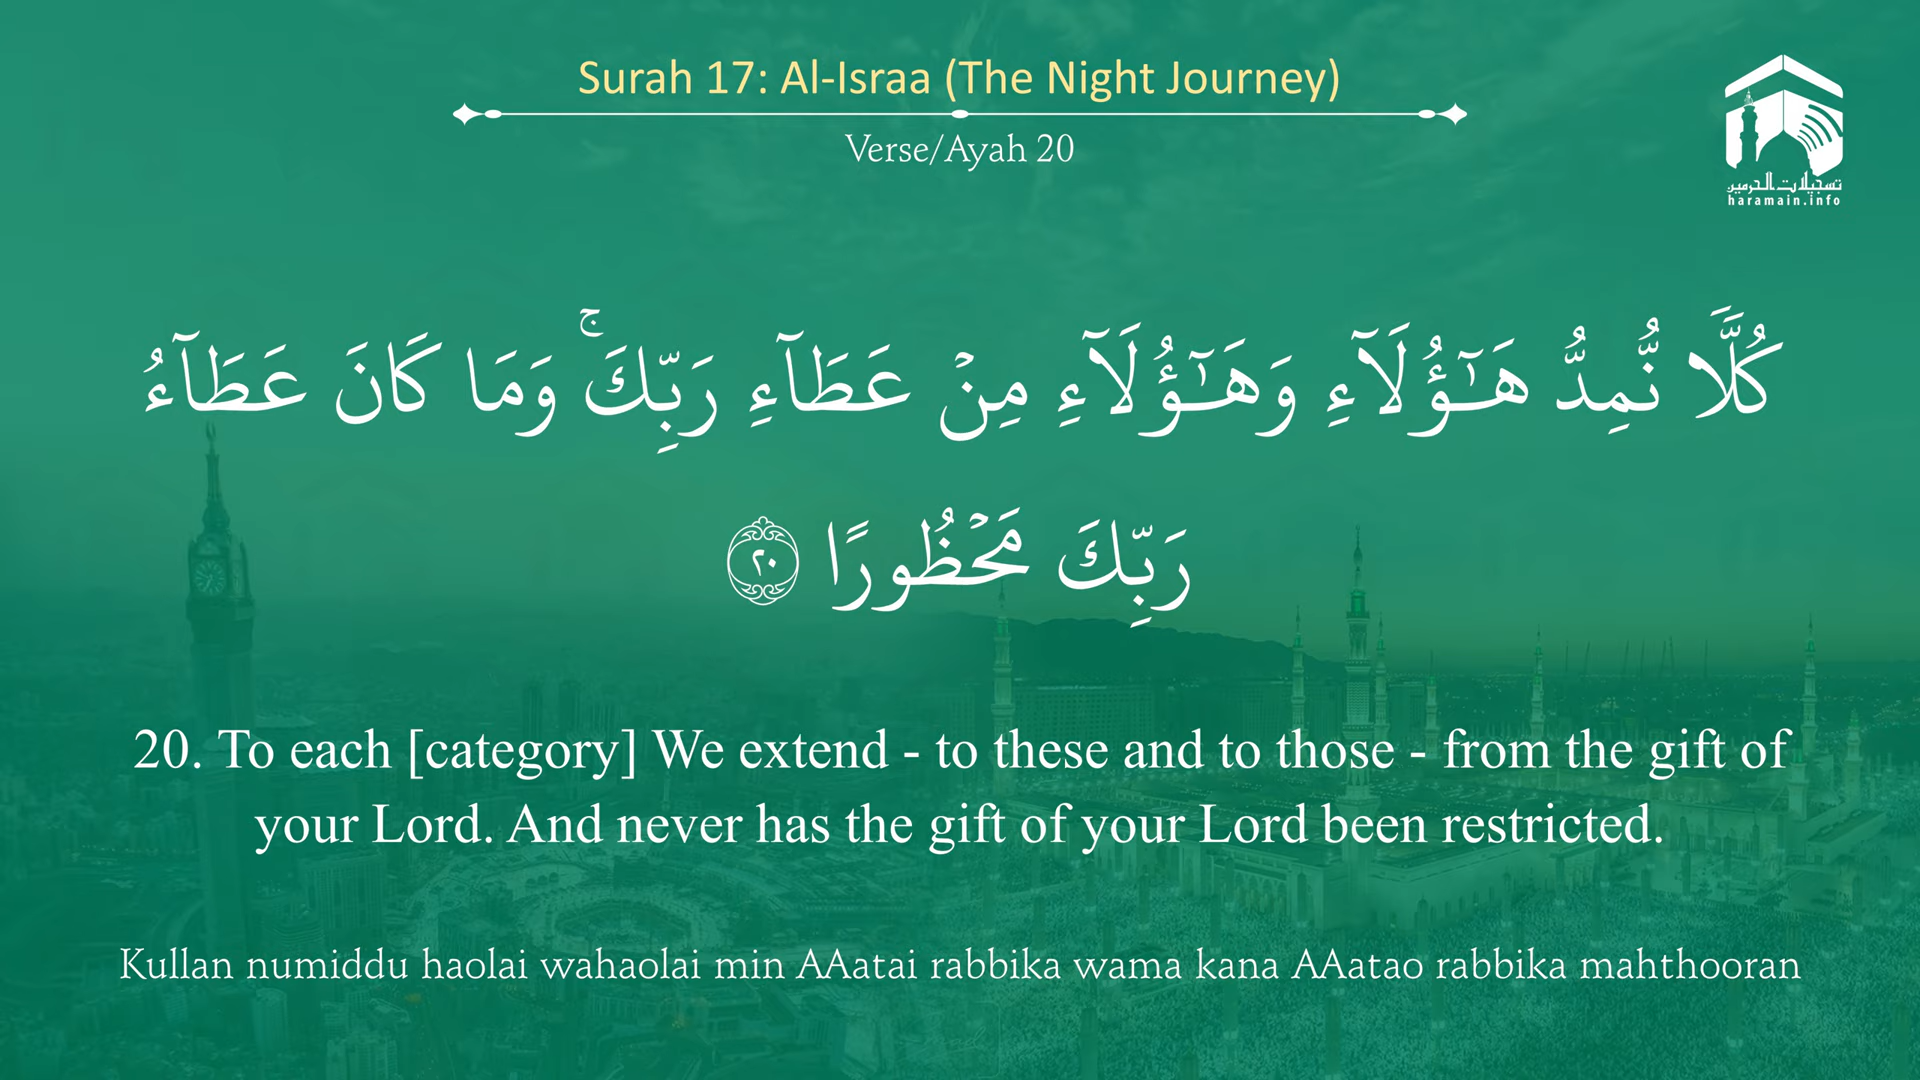 Surah 17: Al-Israa (The Night Journey)
Verse/Ayah 20
تسجيلات الحرمين
haramain.info
كُلًّا نُّمِدُّ هَـٰٓؤُلَآءِ وَهَـٰٓؤُلَآءِ مِنۡ عَطَآءِ رَبِّكَۚ وَمَا كَانَ عَطَآءُ
رَبِّكَ مَحۡظُورًا ٢٠
20. To each [category] We extend - to these and to those - from the gift of
your Lord. And never has the gift of your Lord been restricted.
Kullan numiddu haolai wahaolai min AAatai rabbika wama kana AAatao rabbika mahthooran